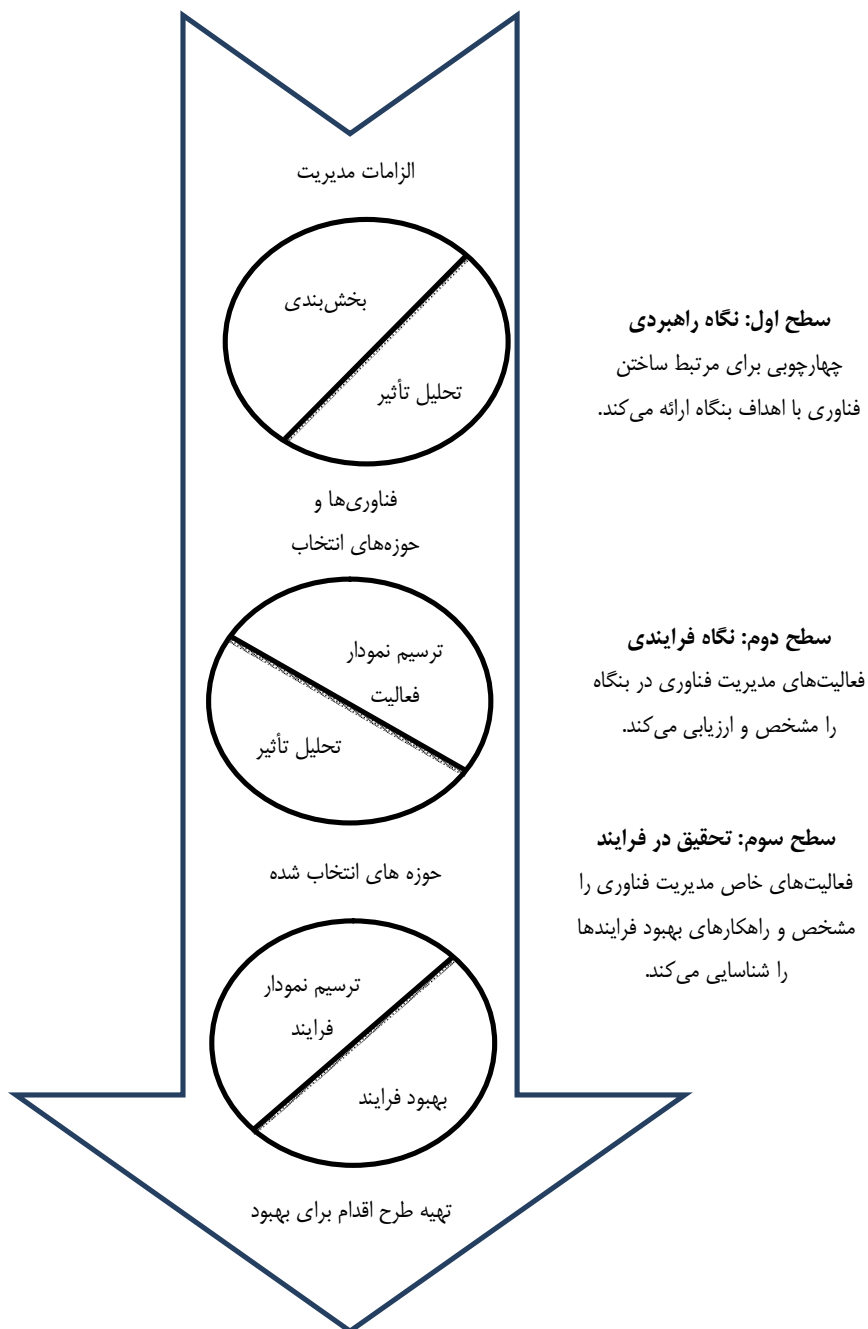 الزامات مدیریت
بخش‌بندی
تحلیل تأثیر
سطح اول: نگاه راهبردی
چهارچوبی برای مرتبط ساختن
فناوری با اهداف بنگاه ارائه می‌کند.
فناوری‌ها و
حوزه‌های انتخاب
ترسیم نمودار
فعالیت
تحلیل تأثیر
سطح دوم: نگاه فرایندی
فعالیت‌های مدیریت فناوری در بنگاه
را مشخص و ارزیابی می‌کند.
حوزه های انتخاب شده
سطح سوم: تحقیق در فرایند
فعالیت‌های خاص مدیریت فناوری را
مشخص و راهکارهای بهبود فرایندها
را شناسایی می‌کند.
ترسیم نمودار
فرایند
بهبود فرایند
تهیه طرح اقدام برای بهبود